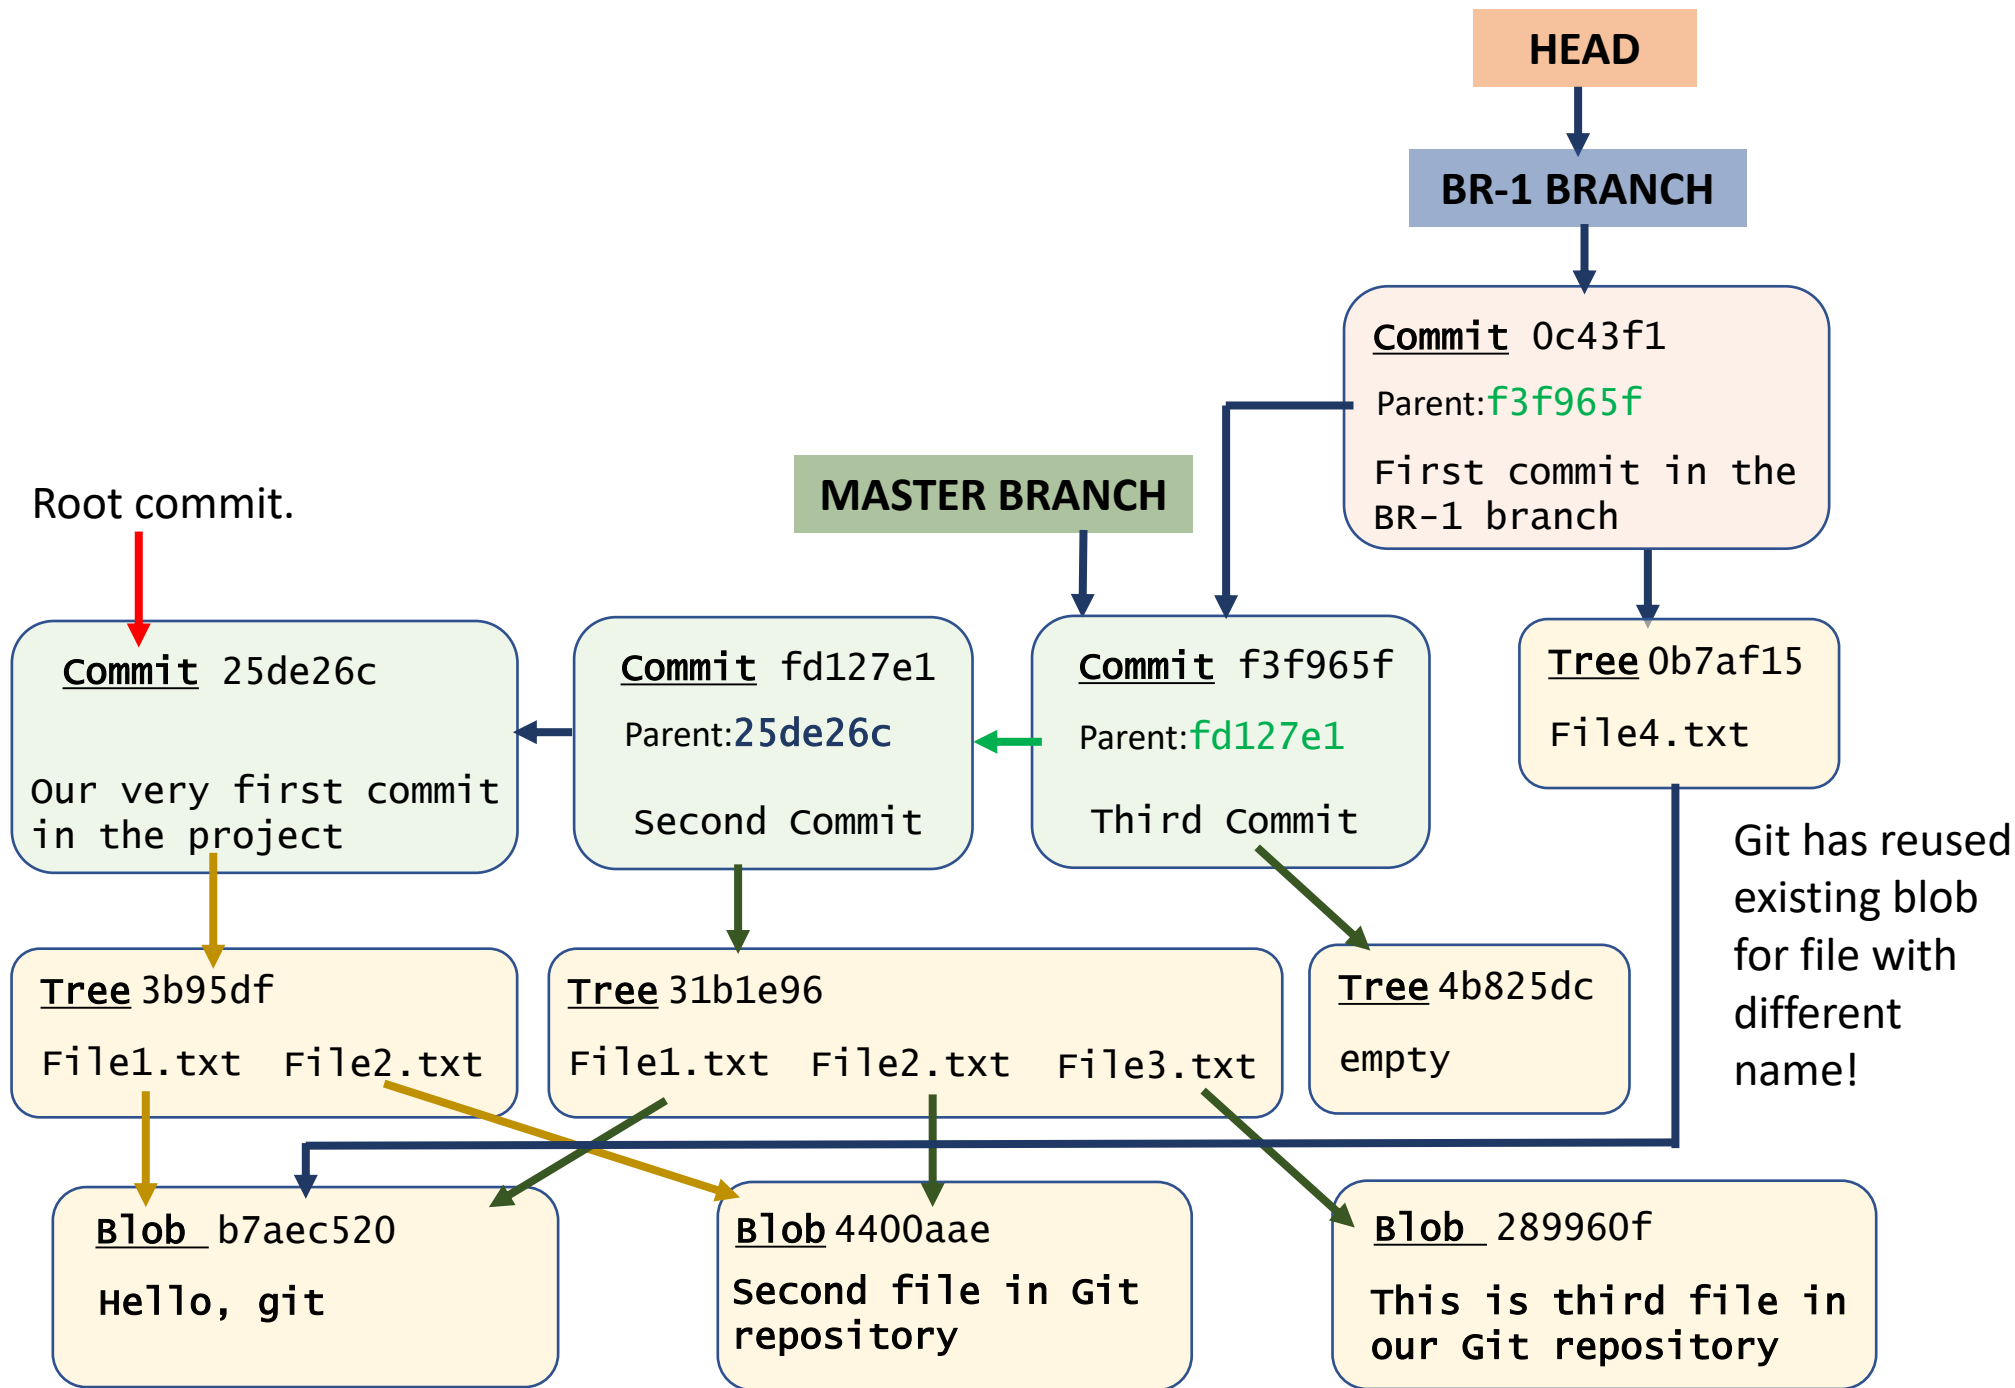 HEAD
BR-1 BRANCH
Commit 0c43f1
Parent:f3f965f
First commit in the
BR-1 branch
MASTER BRANCH
Root commit.
Commit 25de26c
Our very first commit
in the project
Commit fd127e1
Parent:25de26c
Second Commit
Commit f3f965f
Parent:fd127e1
Third Commit
Tree 0b7af15
File4.txt
Git has reused
existing blob
for file with
different
name!
Tree 3b95df
File1.txt File2.txt
Tree 31b1e96
File1.txt File2.txt File3.txt
Tree 4b825dc
empty
Blob b7aec520
Hello, git
Blob 4400aae
Second file in Git
repository
Blob 289960f
This is third file in
our Git repository